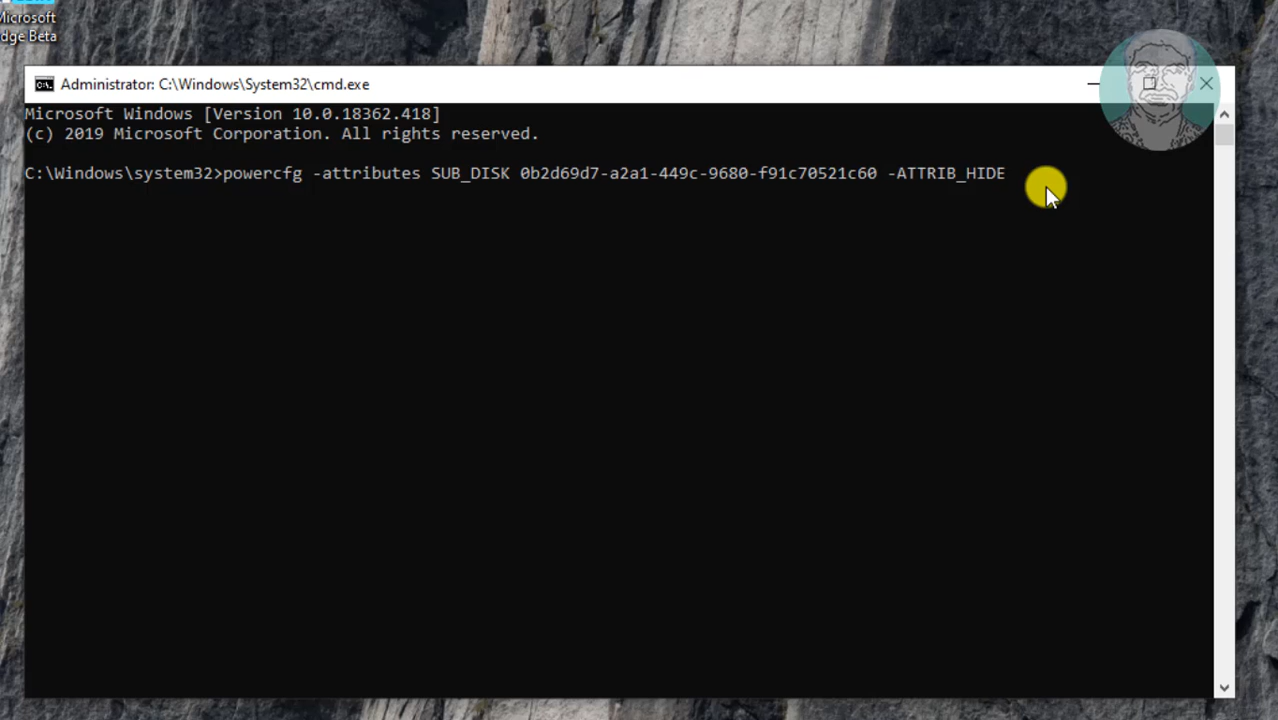 Microsoft
dge Beta
Administrator: C:\Windows\System32\cmd.exe
Microsoft Windows [Version 10.0.18362.418]
(c) 2019 Microsoft Corporation. All rights reserved.
C:\Windows\system32>powercfg -attributes SUB_DISK 0b2d69d7-a2a1-449c-9680-f91c70521c60 -ATTRIB_HIDE